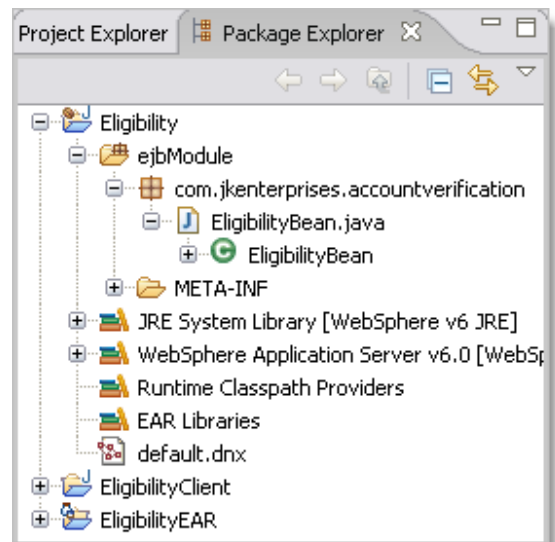 Project Explorer Package Explorer
Eligibility
ejbModule
com.jkenterprises.accountverification
EligibilityBean.java
EligibilityBean
META-INF
JRE System Library [WebSphere v6 JRE]
WebSphere Application Server v6.0 [WebSp
Runtime Classpath Providers
EAR Libraries
default.dnx
EligibilityClient
EligibilityEAR